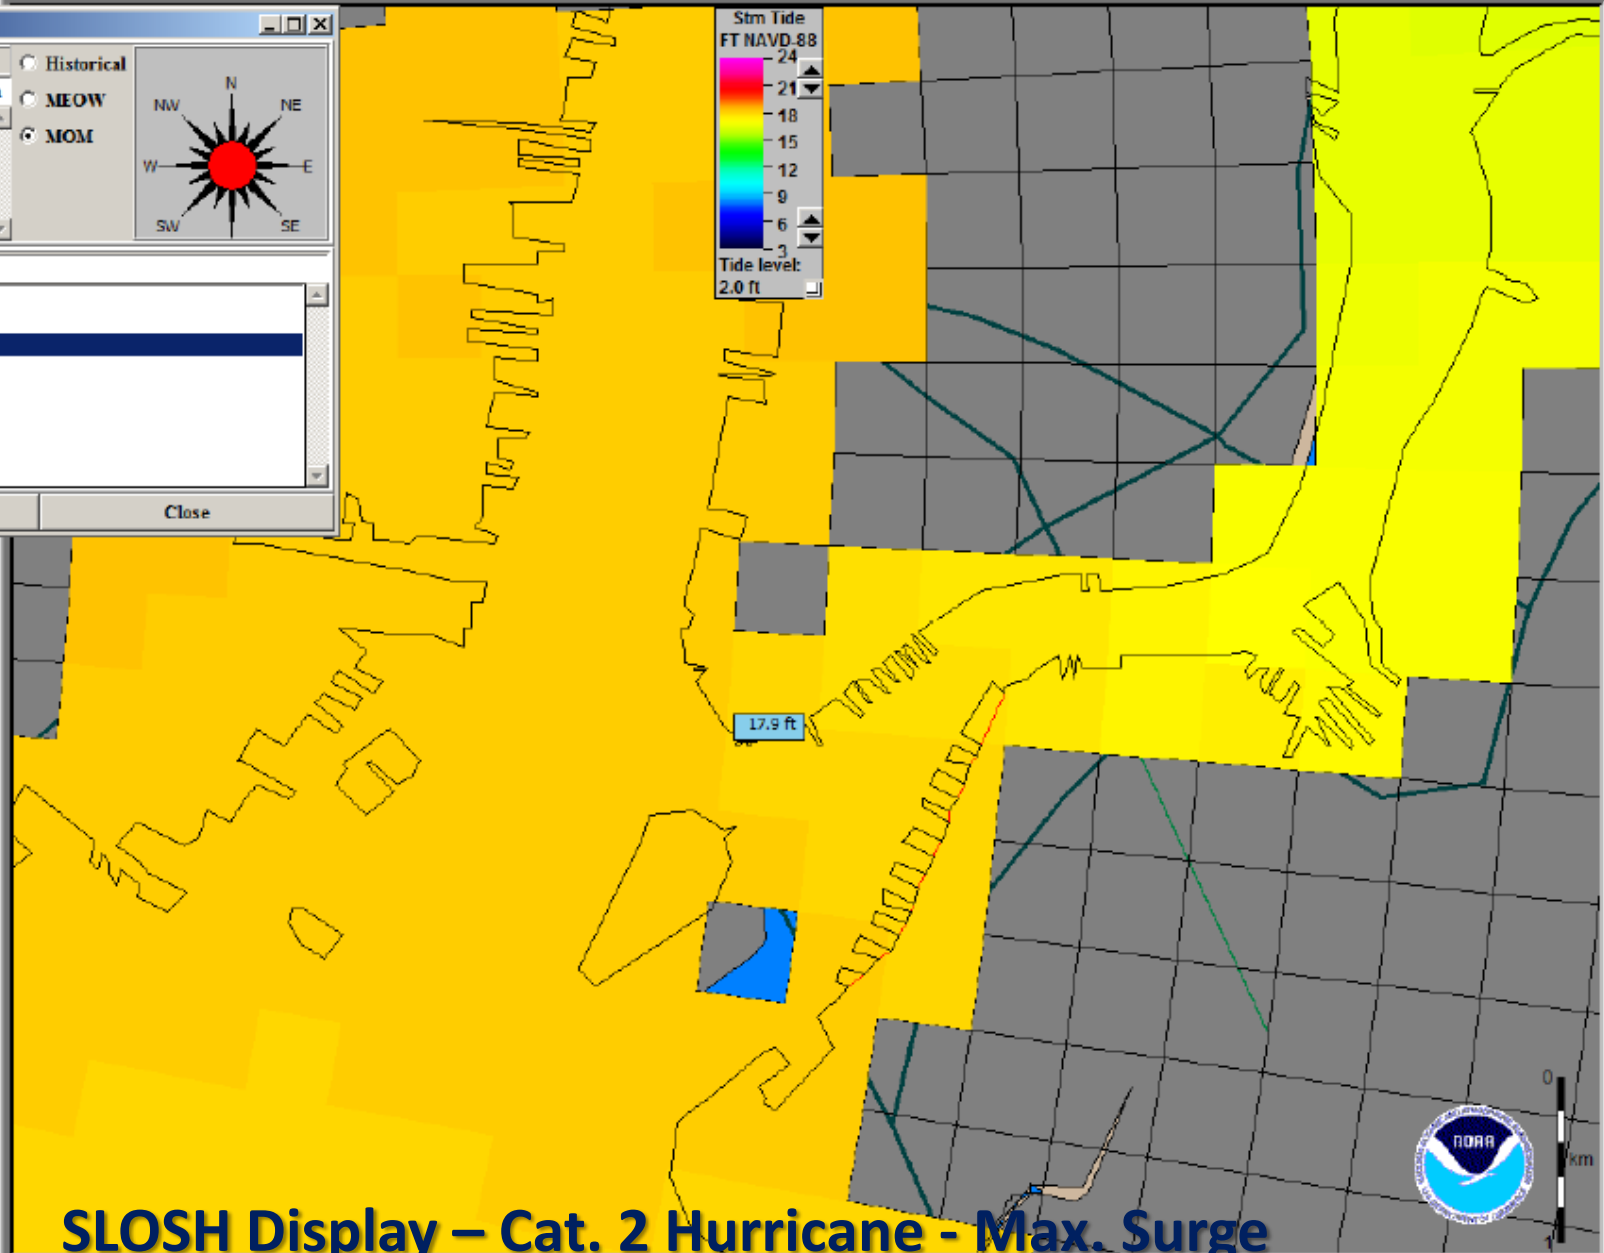 Historical
MEOW
MOM
N
NW
NE
W
E
SW
SE
Close
Stm Tide
FT NAVD-88
24
21
18
15
12
9
6
3
Tide level:
2.0 ft
17.9 ft
0
km
1
NOAA
SLOSH Display – Cat. 2 Hurricane - Max. Surge